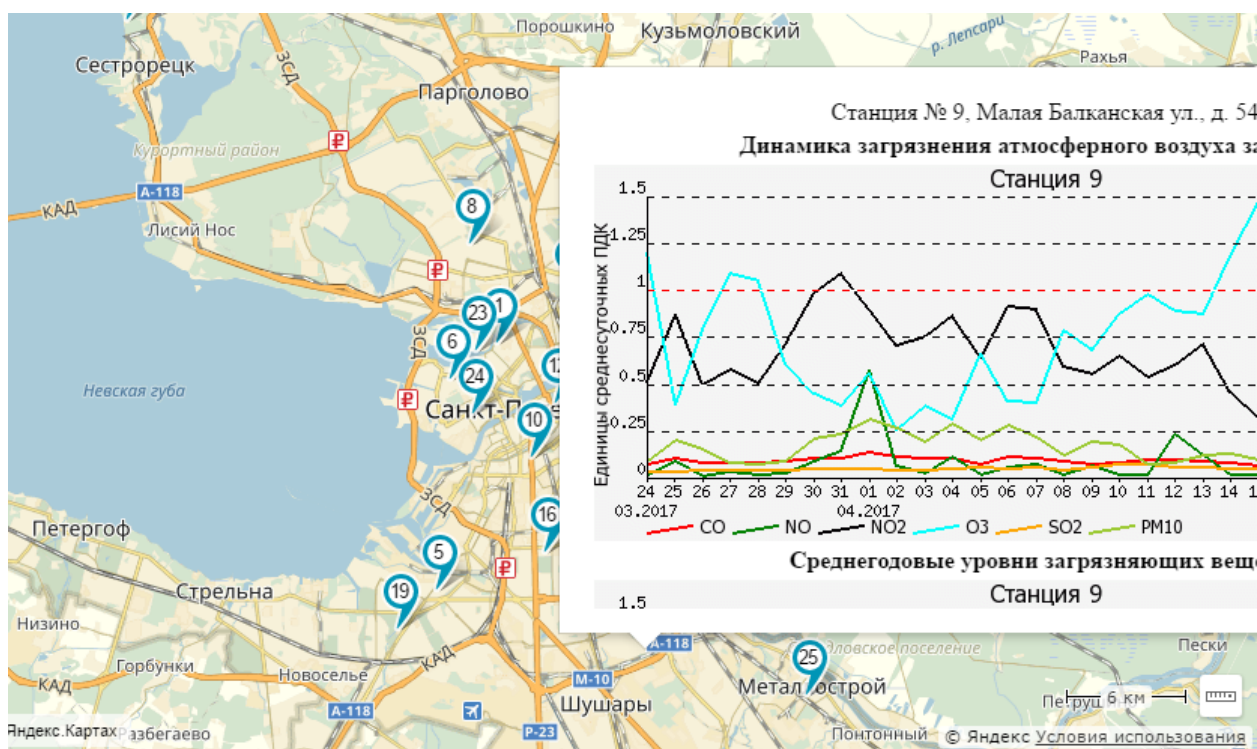 Порошкино
Кузьмоловский
р. Лепсари
Рахья
Сестрорецк
ЗСД
Парголово
Курортный район
А-118
КАД
Лисий Нос
8
23
1
6
ЗСД
24
12
Невская губа
Санкт-П
10
ЗСД
16
Петергоф
5
19
Стрельна
Низино
Горбунки
КАД
Новоселье
КАД
А-118
М-10
Шушары
Р-23
А-118
25
Металлострой
Пески
6 км
Понтонный
Яндекс.Картах
© Яндекс Условия использования
Станция № 9, Малая Балканская ул., д. 54
Динамика загрязнения атмосферного воздуха за
Станция 9
Единицы среднесуточных ПДК
1.5
1.25
1
0.75
0.5
0.25
0
24 25 26 27 28 29 30 31 01 02 03 04 05 06 07 08 09 10 11 12 13 14 1
03.2017 04.2017
CO NO NO2 O3 SO2 PM10
Среднегодовые уровни загрязняющих веще
Станция 9
1.5